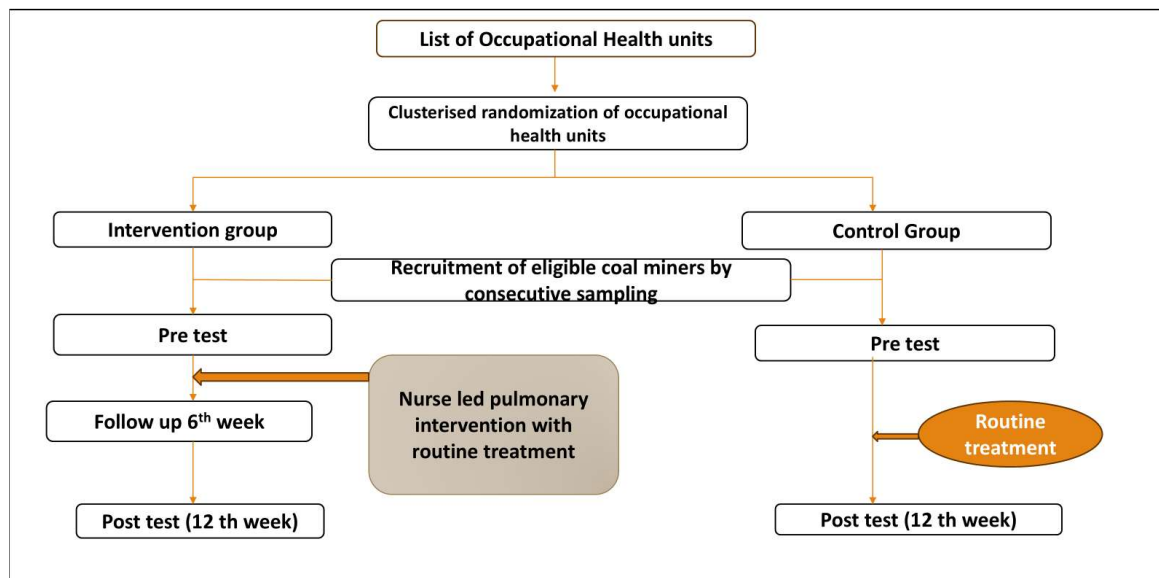 List of Occupational Health units
Clusterised randomization of occupational
health units
Intervention group
Control Group
Recruitment of eligible coal miners by
consecutive sampling
Pre test
Pre test
Nurse led pulmonary
intervention with
routine treatment
Follow up 6th week
Routine
treatment
Post test (12 th week)
Post test (12 th week)